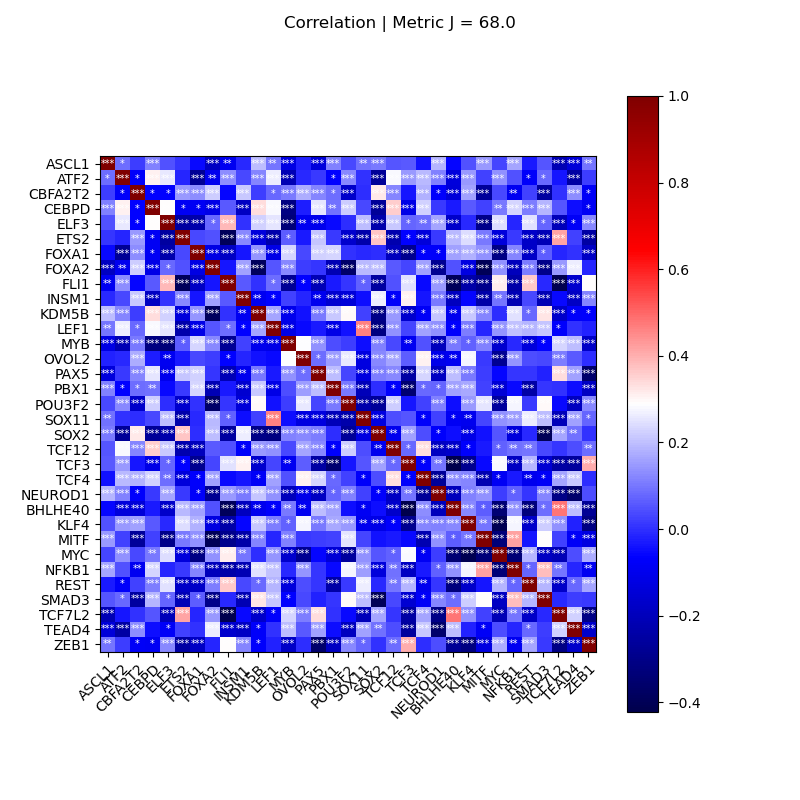 Correlation | Metric J = 68.0
ASCL1
ATF2
CBFA2T2
CEBPD
ELF3
ETS2
FOXA1
FOXA2
FLI1
INSM1
KDM5B
LEF1
MYB
OVOL2
PAX5
PBX1
POU3F2
SOX11
SOX2
TCF12
TCF3
TCF4
NEUROD1
BHLHE40
KLF4
MITF
MYC
NFKB1
REST
SMAD3
TCF7L2
TEAD4
ZEB1
ASCL1
ATF2
CBFA2T2
CEBPD
ELF3
ETS2
FOXA1
FOXA2
FLI1
INSM1
KDM5B
LEF1
MYB
OVOL2
PAX5
PBX1
POU3F2
SOX11
SOX2
TCF12
TCF3
TCF4
NEUROD1
BHLHE40
KLF4
MITF
MYC
NFKB1
REST
SMAD3
TCF7L2
TEAD4
ZEB1
1.0
0.8
0.6
0.4
0.2
0.0
−0.2
−0.4